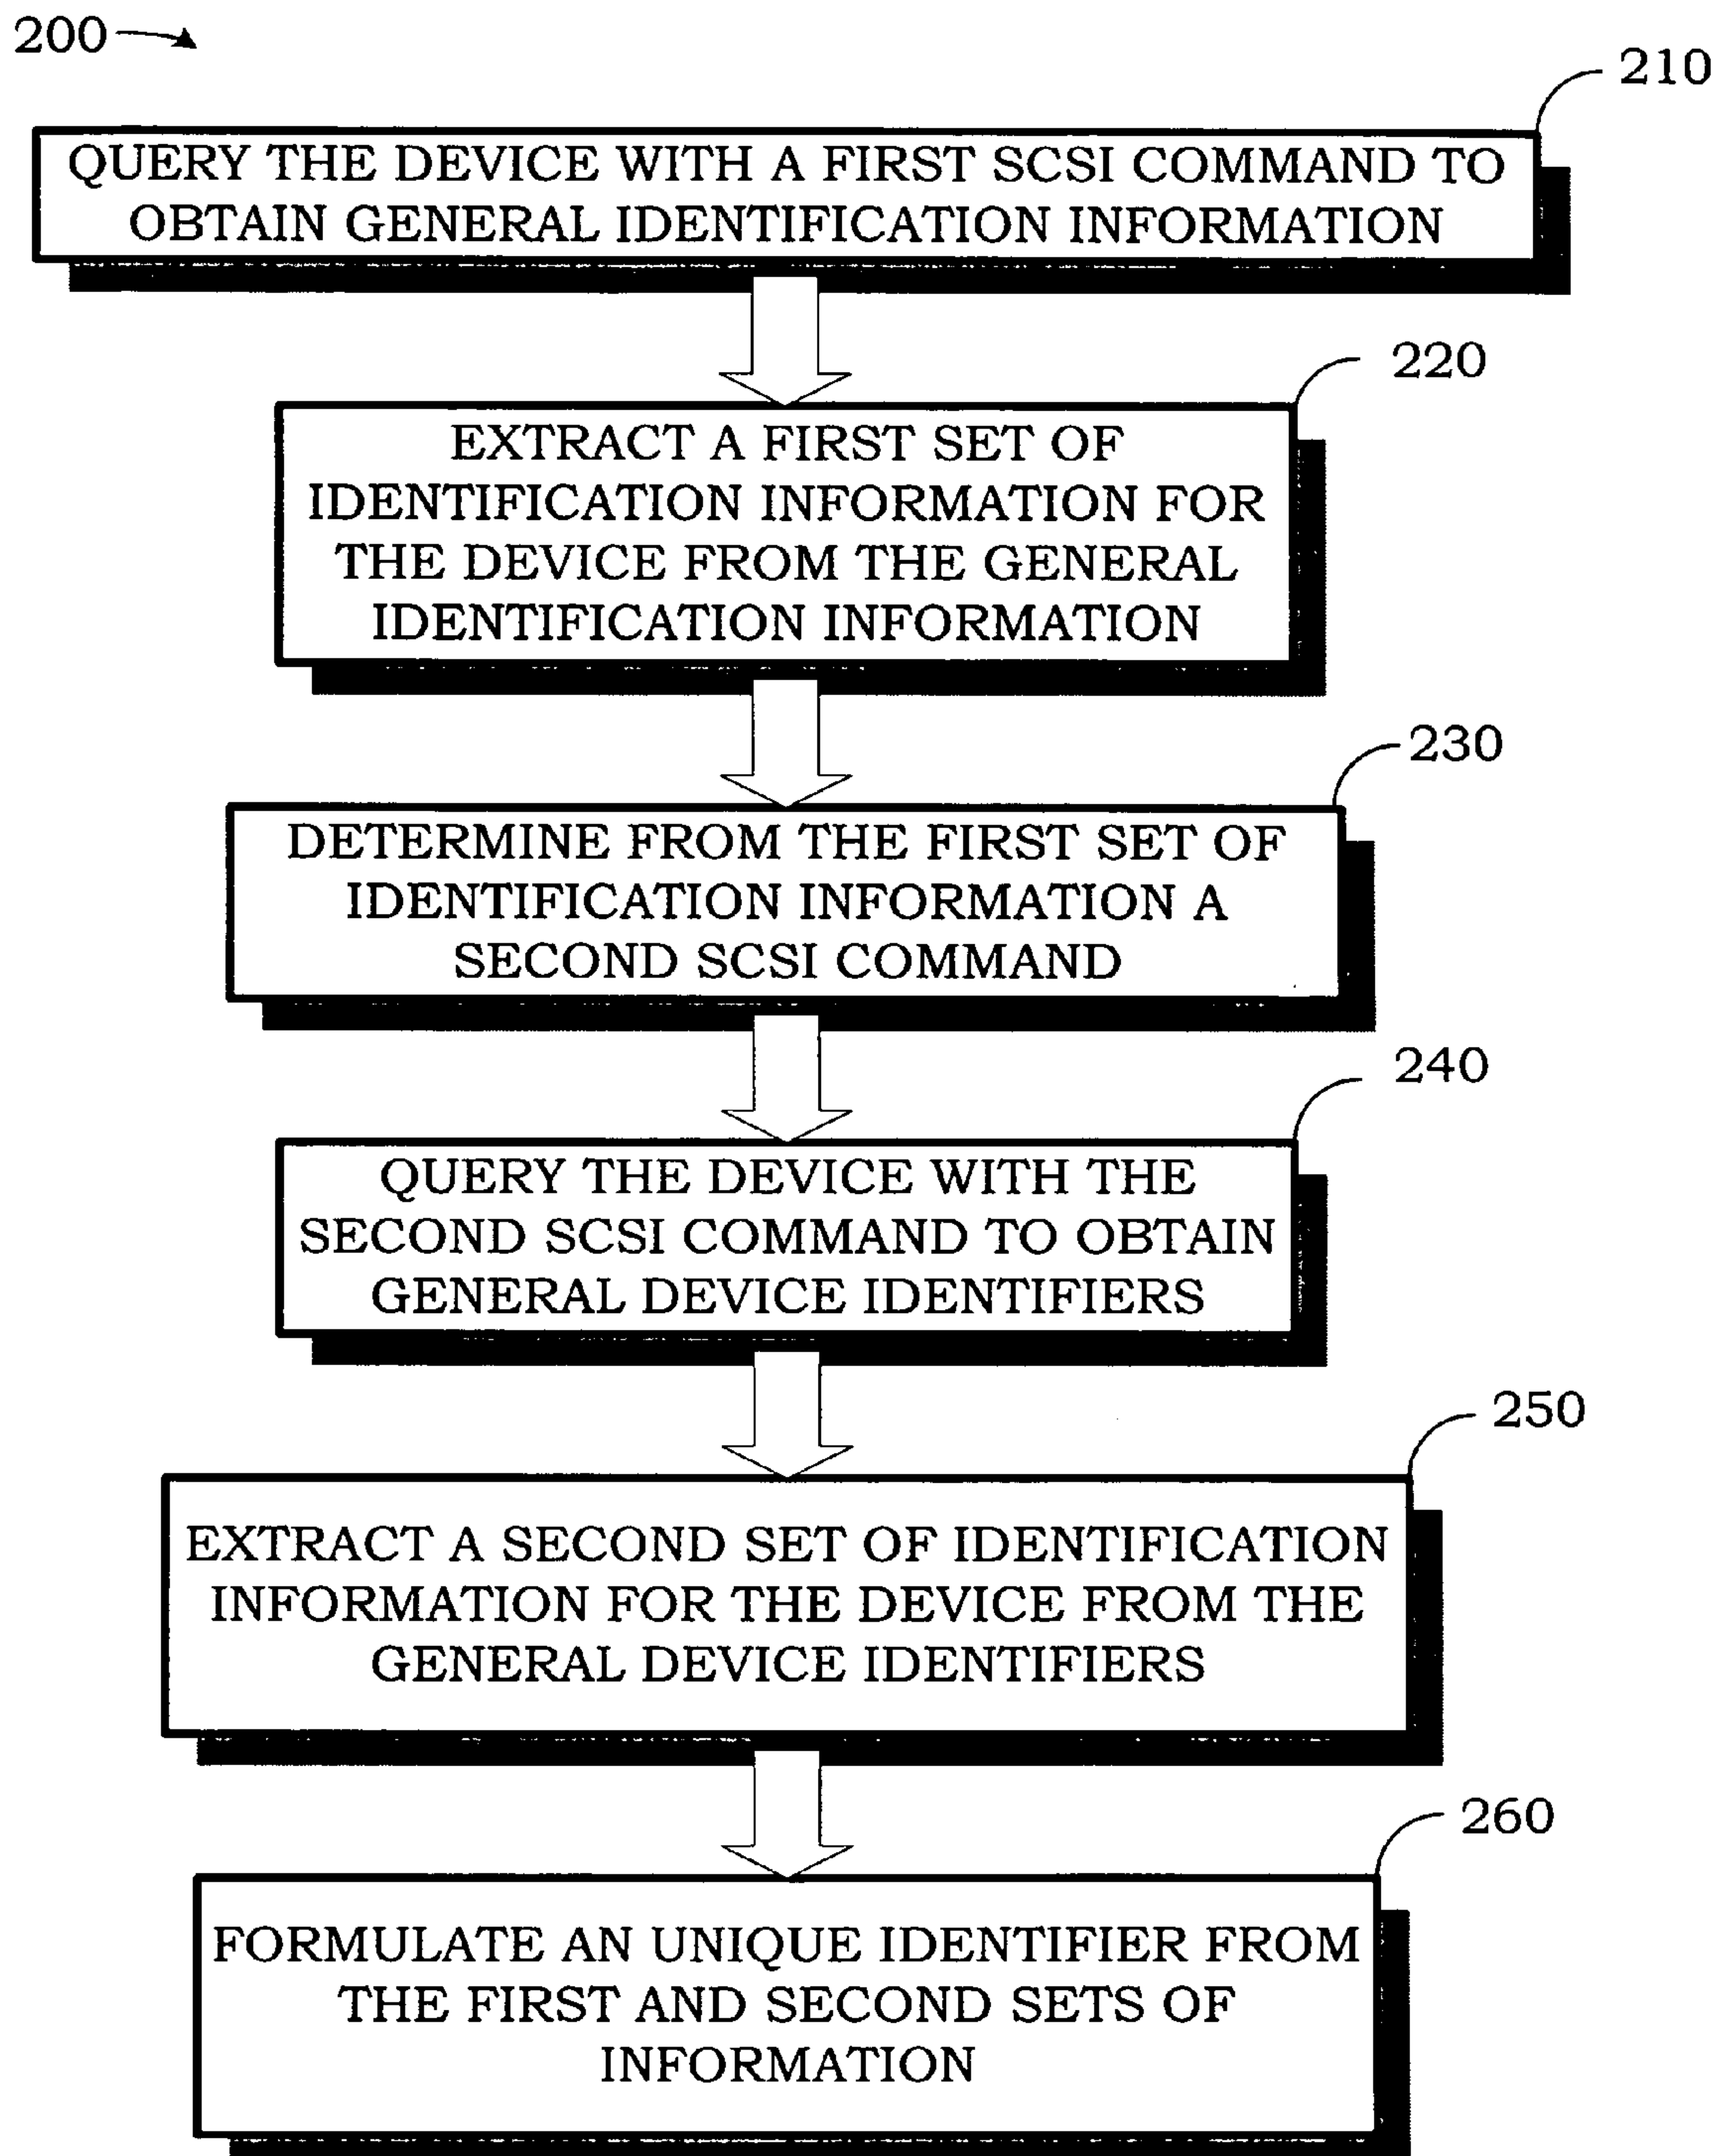 200
210
QUERY THE DEVICE WITH A FIRST SCSI COMMAND TO
OBTAIN GENERAL IDENTIFICATION INFORMATION
220
EXTRACT A FIRST SET OF
IDENTIFICATION INFORMATION FOR
THE DEVICE FROM THE GENERAL
IDENTIFICATION INFORMATION
230
DETERMINE FROM THE FIRST SET OF
IDENTIFICATION INFORMATION A
SECOND SCSI COMMAND
240
QUERY THE DEVICE WITH THE
SECOND SCSI COMMAND TO OBTAIN
GENERAL DEVICE IDENTIFIERS
250
EXTRACT A SECOND SET OF IDENTIFICATION
INFORMATION FOR THE DEVICE FROM THE
GENERAL DEVICE IDENTIFIERS
260
FORMULATE AN UNIQUE IDENTIFIER FROM
THE FIRST AND SECOND SETS OF
INFORMATION